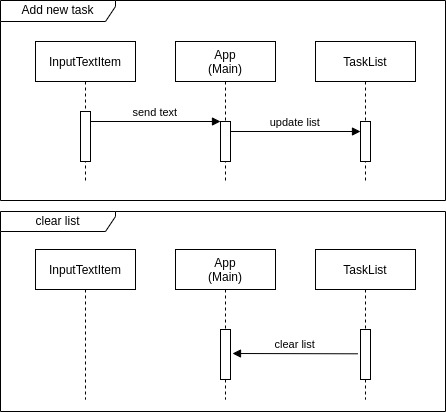 Add new task
InputTextItem
App
(Main)
TaskList
send text
update list
clear list
InputTextItem
App
(Main)
TaskList
clear list